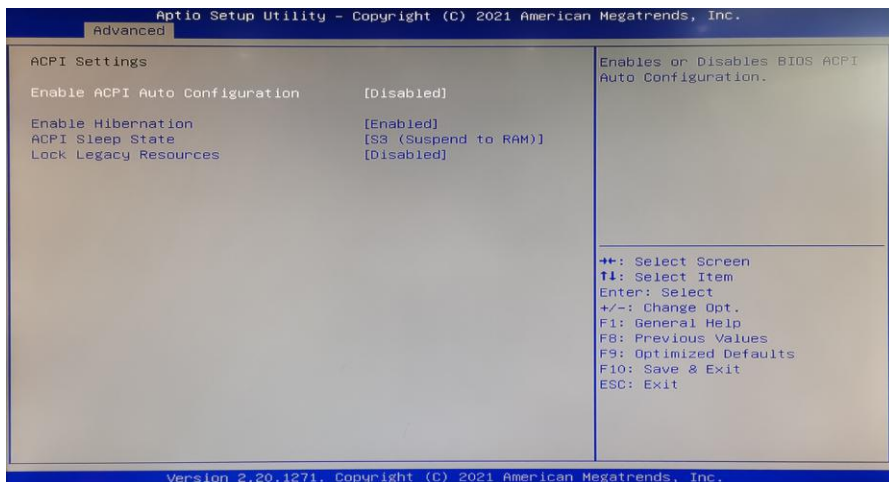 Aptio Setup Utility - Copyright (C) 2021 American Megatrends, Inc.
Advanced
ACPI Settings
Enable ACPI Auto Configuration [Disabled]
Enable Hibernation [Enabled]
ACPI Sleep State [S3 (Suspend to RAM)]
Lock Legacy Resources [Disabled]
Enables or Disables BIOS ACPI
Auto Configuration.
→←: Select Screen
↑↓: Select Item
Enter: Select
+/-: Change Opt.
F1: General Help
F8: Previous Values
F9: Optimized Defaults
F10: Save & Exit
ESC: Exit
Version 2.20.1271. Copyright (C) 2021 American Megatrends, Inc.